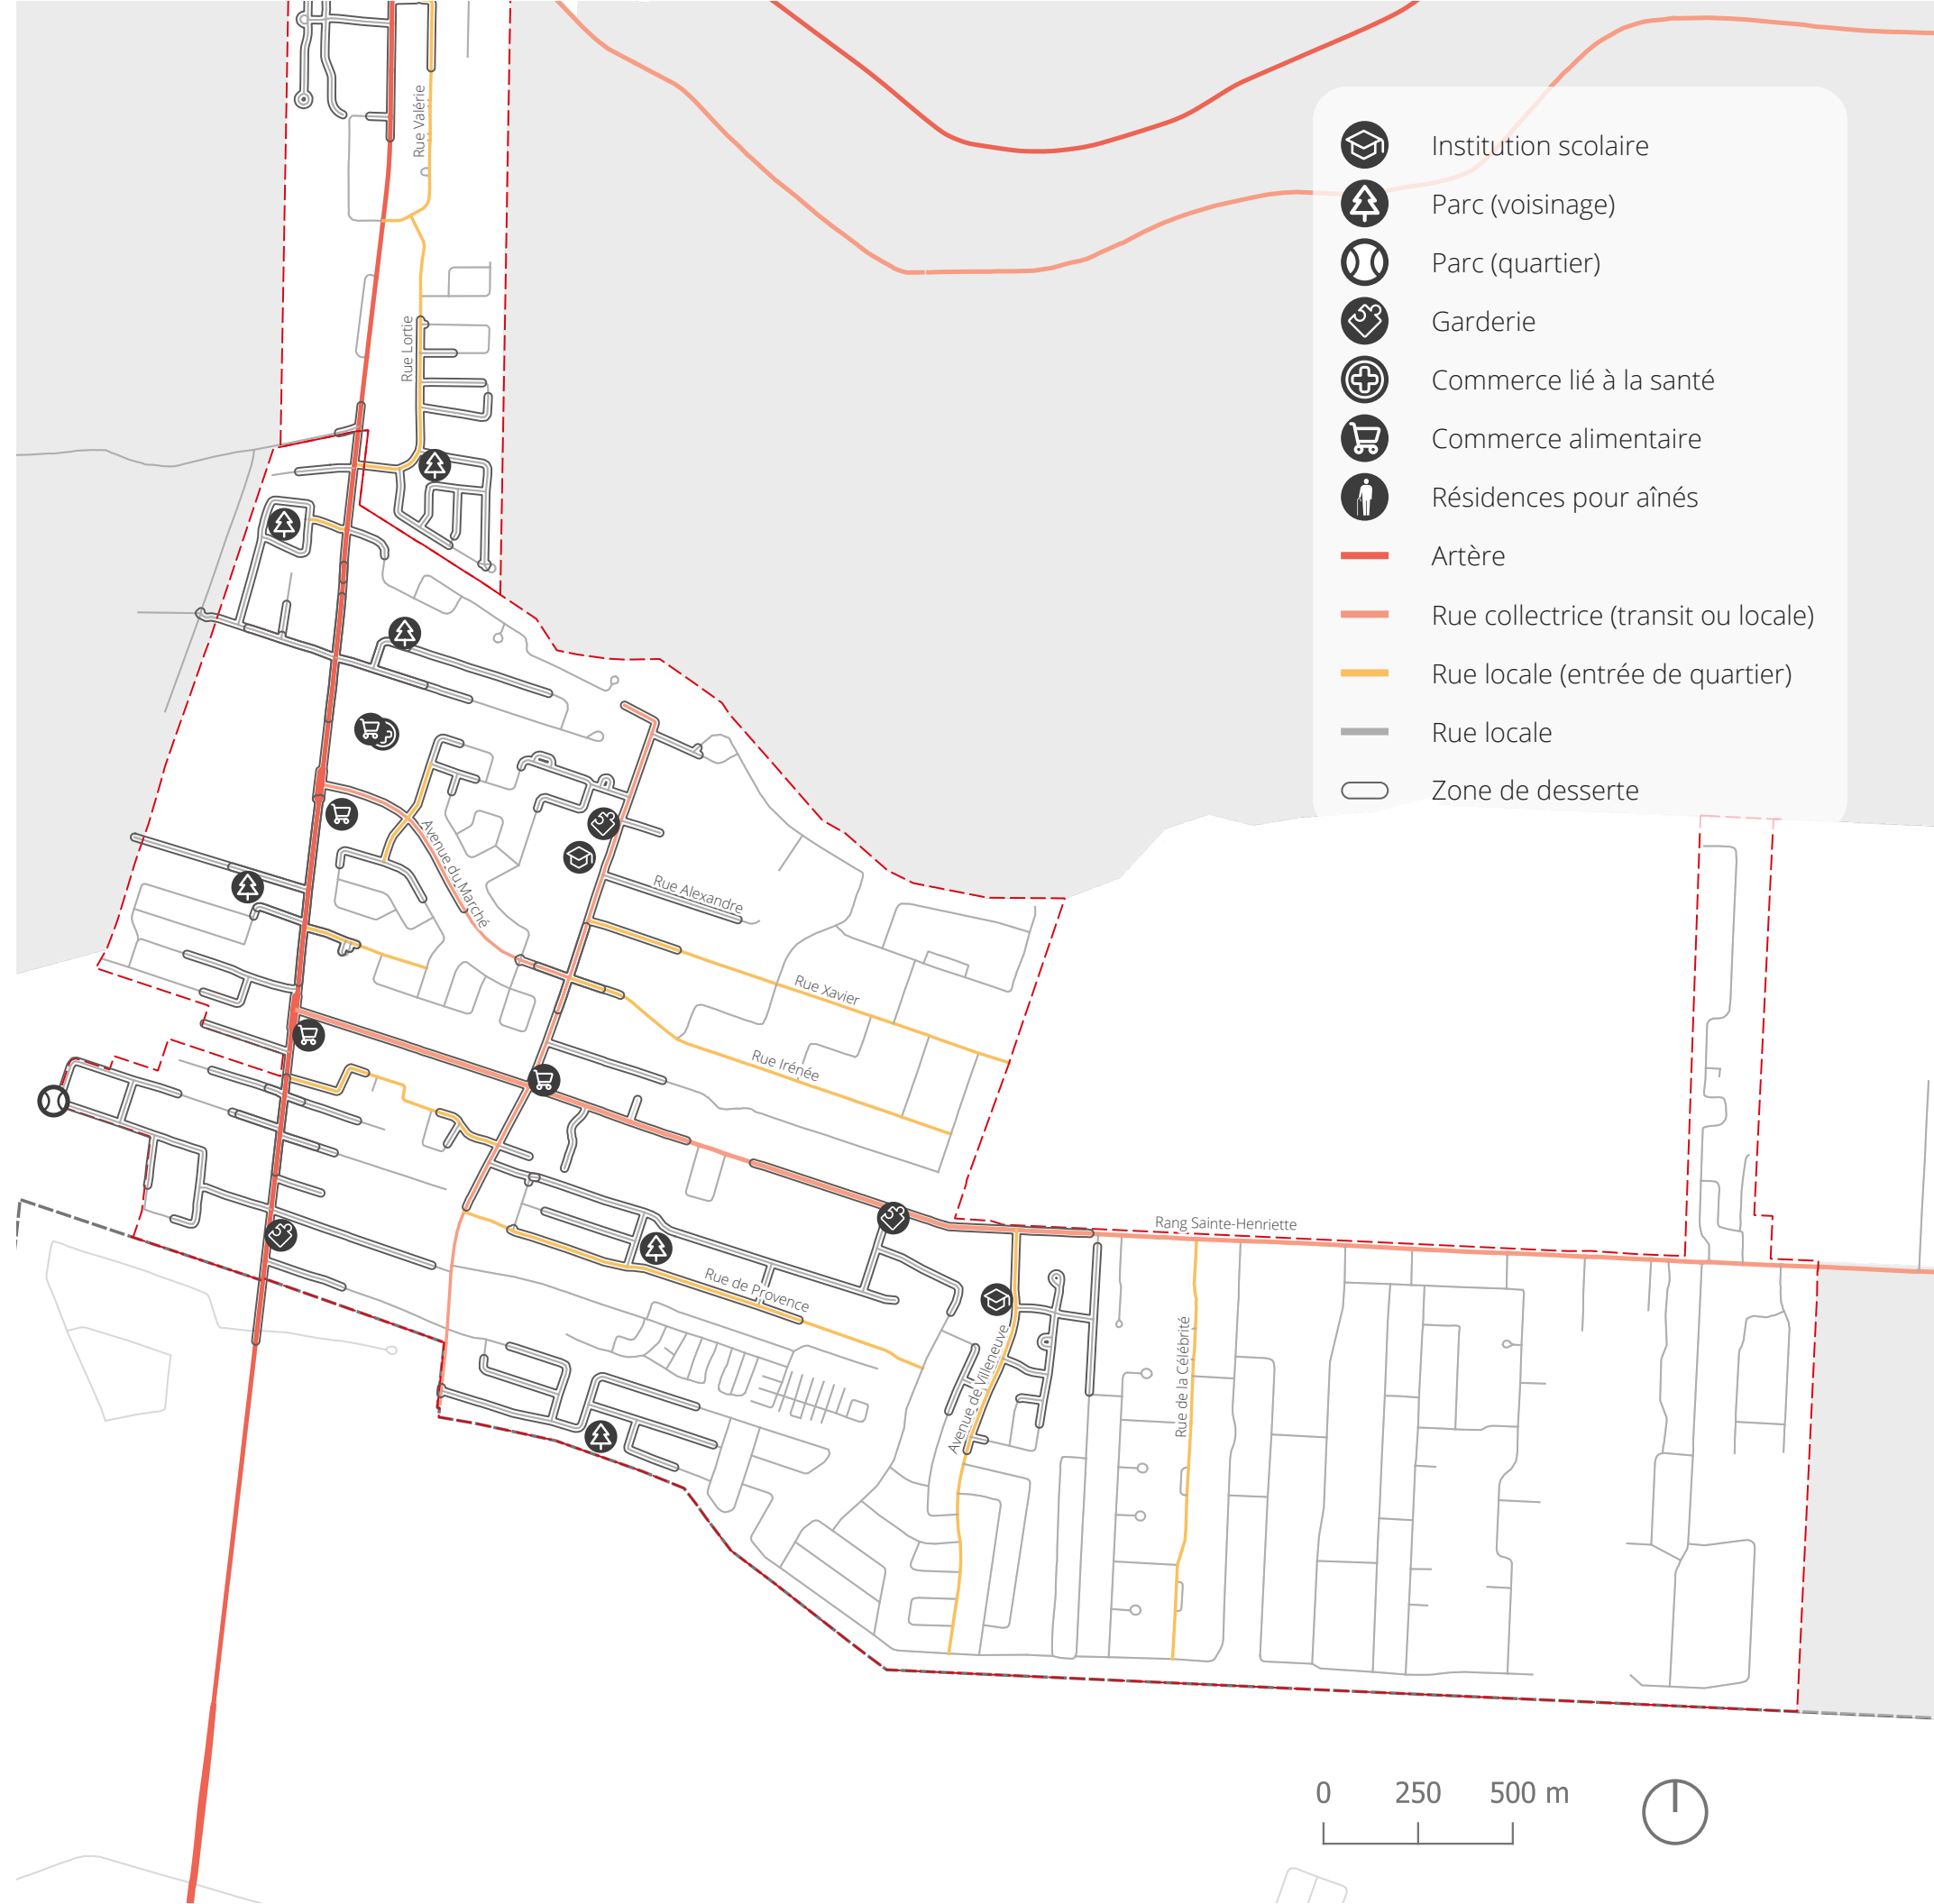 Institution scolaire
Parc (voisinage)
Parc (quartier)
Garderie
Commerce lié à la santé
Commerce alimentaire
Résidences pour aînés
Artère
Rue collectrice (transit ou locale)
Rue locale (entrée de quartier)
Rue locale
Zone de desserte
Rue Valérie
Rue Lortie
Avenue du Marché
Rue Alexandre
Rue Xavier
Rue Irénée
Rang Sainte-Henriette
Rue de Provence
Avenue de Villeneuve
Rue de la Célébrité
0 250 500 m